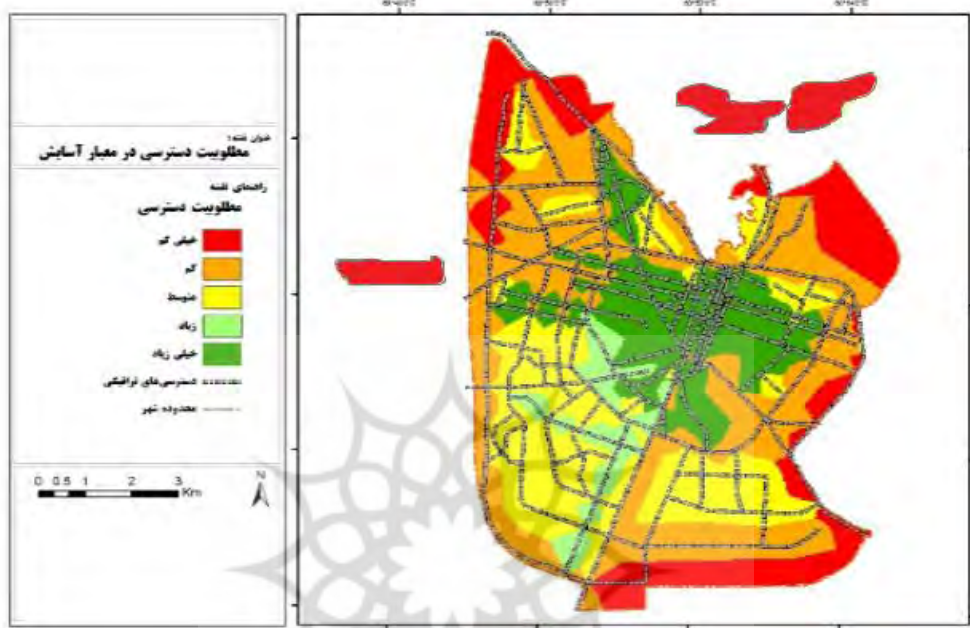 عنوان نقشه:
مطلوبیت دسترسی در معیار آسایش
راهنمای نقشه
مطلوبیت دسترسی
خیلی کم
کم
متوسط
زیاد
خیلی زیاد
دسترسی‌های ترافیکی
محدوده شهر
0 0.5 1 2 3
Km
N